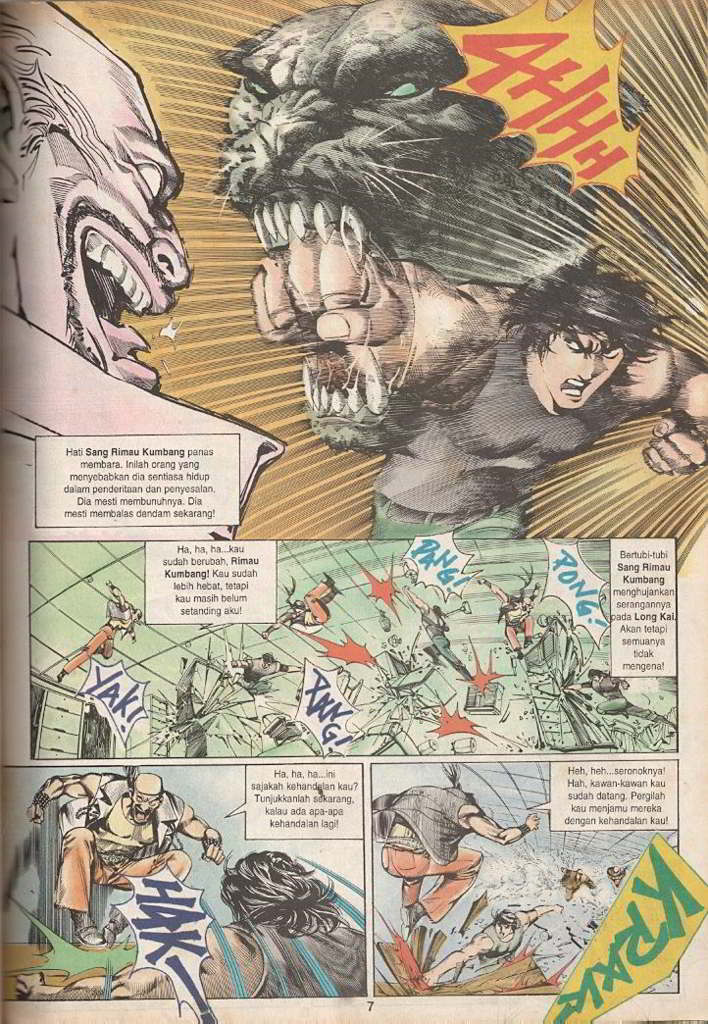 AHHH
Hati Sang Rimau Kumbang panas
membara. Inilah orang yang
menyebabkan dia sentiasa hidup
dalam penderitaan dan penyesalan.
Dia mesti membunuhnya. Dia
mesti membalas dendam sekarang!
Ha, ha, ha...kau
sudah berubah, Rimau
Kumbang! Kau sudah
lebih hebat, tetapi
kau masih belum
setanding aku!
PANG!
PONG!
Bertubi-tubi
Sang Rimau
Kumbang
menghujankan
serangannya
pada Long Kai.
Akan tetapi
semuanya
tidak
mengena!
YAK!
PANG!
Ha, ha, ha...ini
sajakah kehandalan kau?
Tunjukkanlah sekarang,
kalau ada apa-apa
kehandalan lagi!
HAK
Heh, heh...seronoknya!
Hah, kawan-kawan kau
sudah datang. Pergilah
kau menjamu mereka
dengan kehandalan kau!
KRAK
7